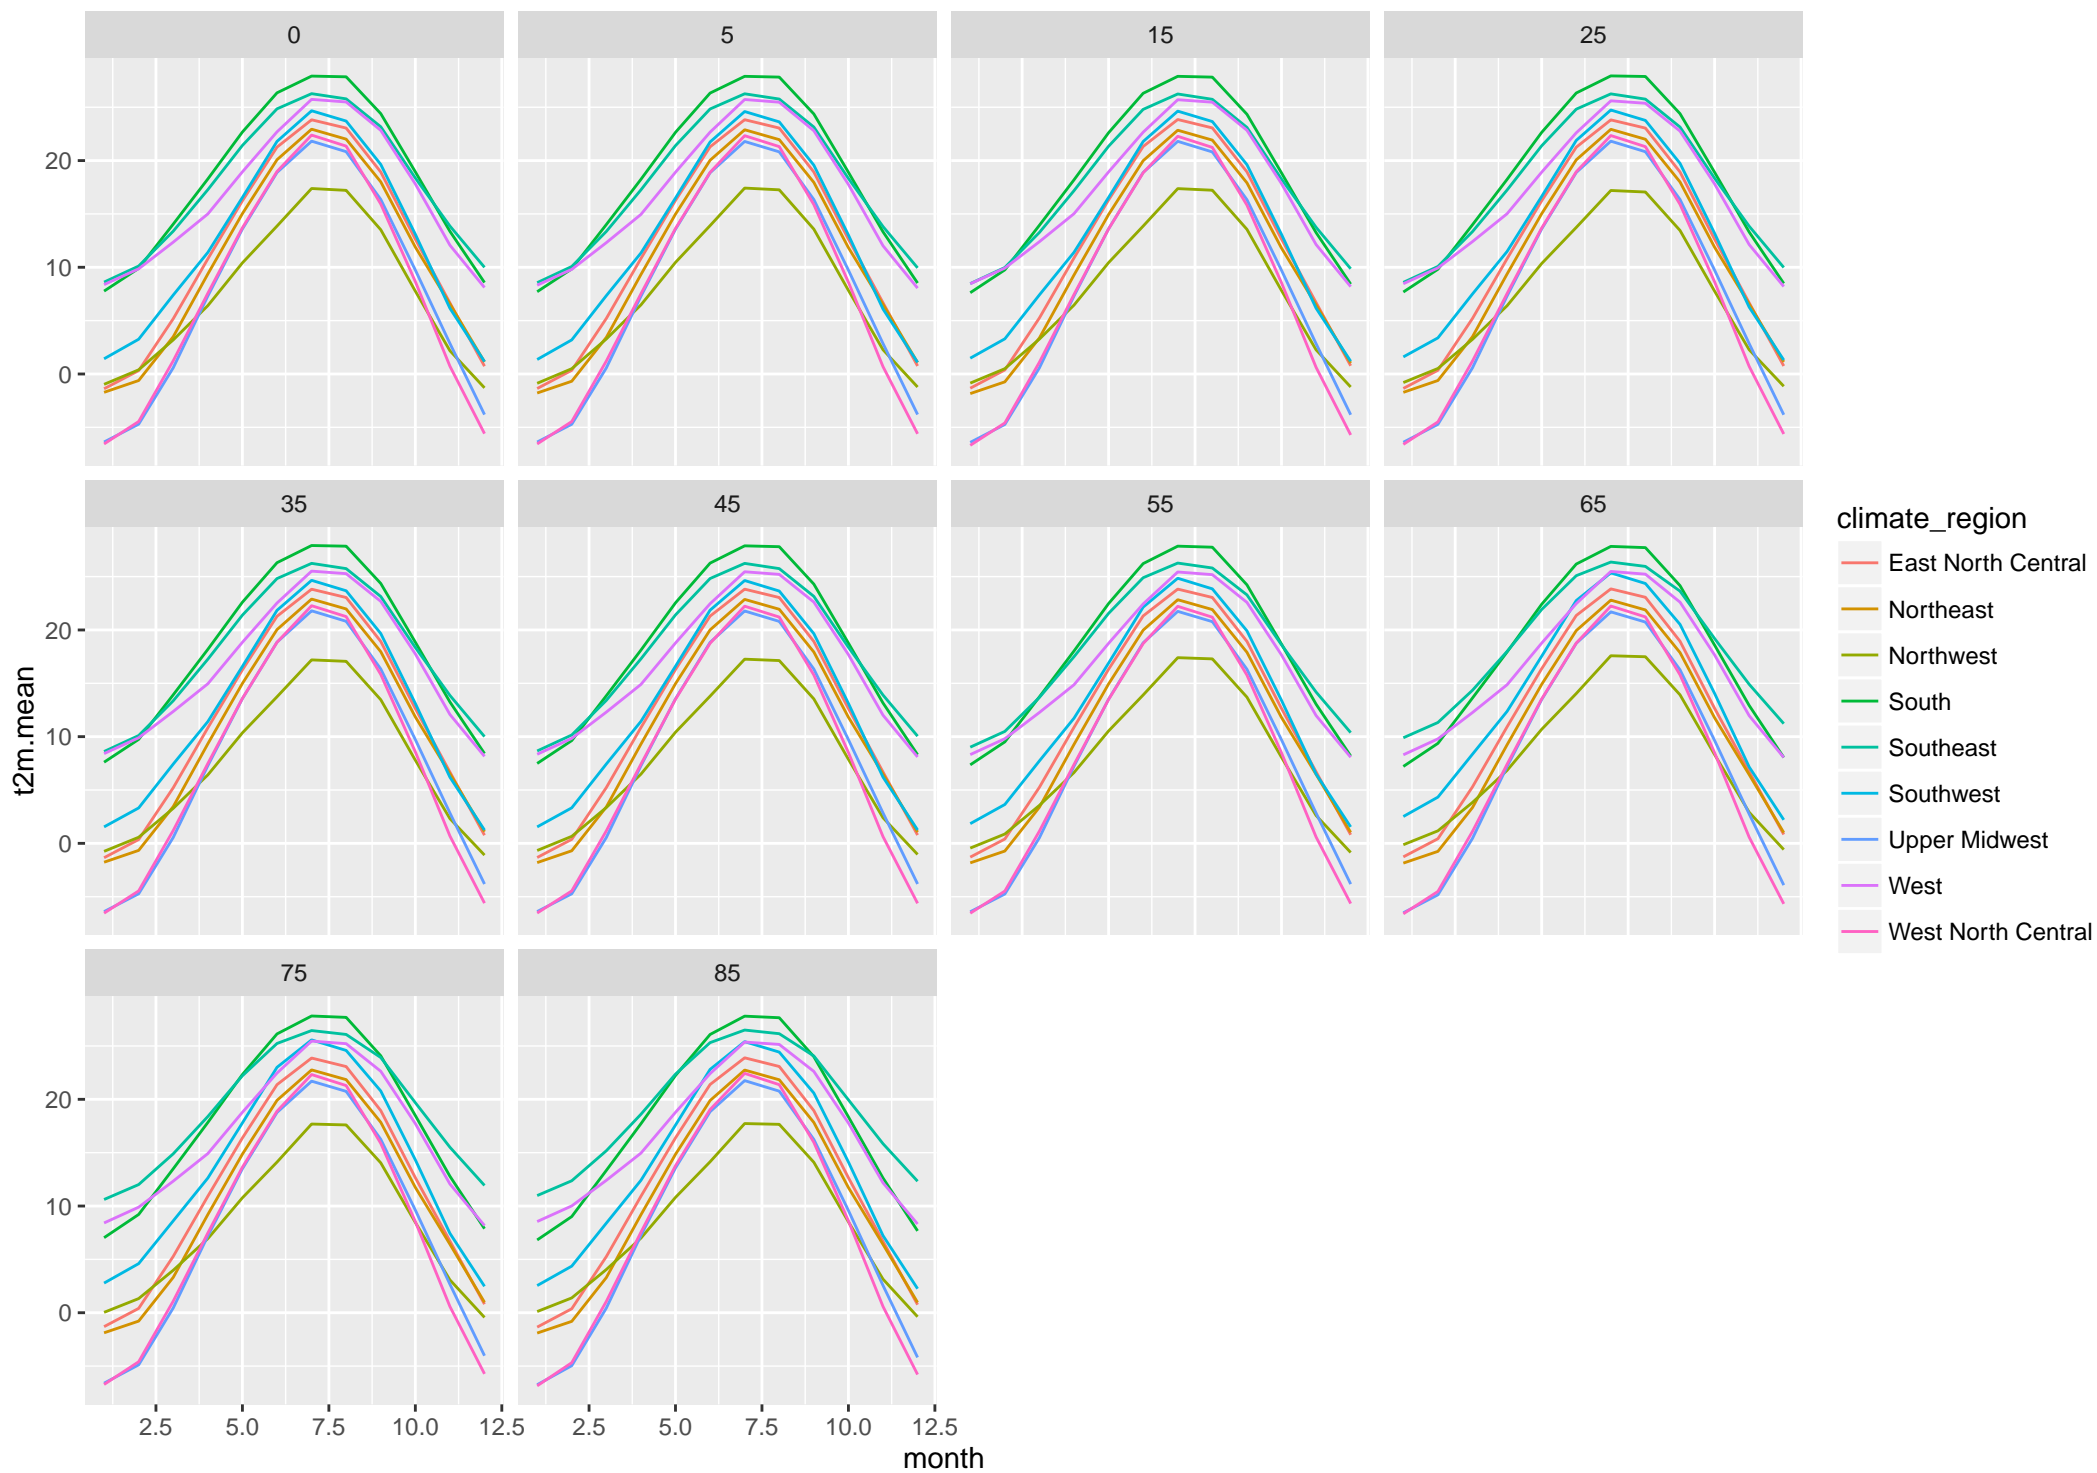 0 5 15 25
20
10
0
35 45 55 65
20
10
0
75 85
20
10
0
2.5 5.0 7.5 10.0 12.5 2.5 5.0 7.5 10.0 12.5
month
t2m.mean
climate_region
East North Central
Northeast
Northwest
South
Southeast
Southwest
Upper Midwest
West
West North Central